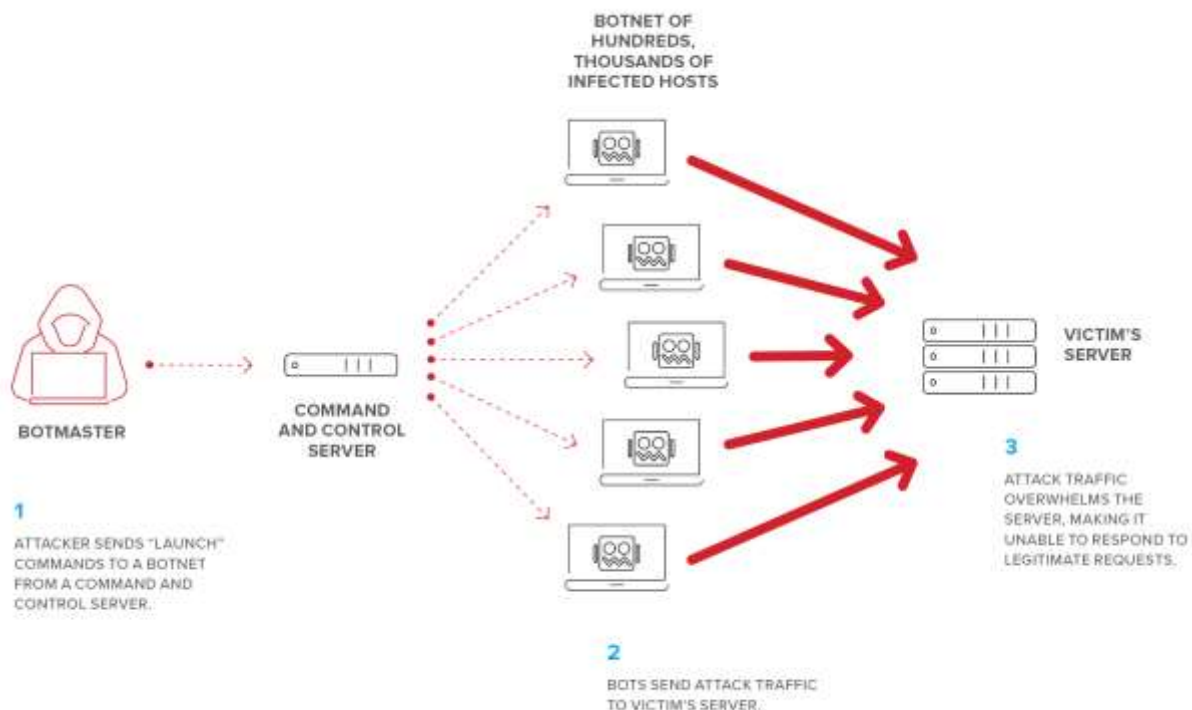 BOTNET OF
HUNDREDS,
THOUSANDS OF
INFECTED HOSTS
BOTMASTER
COMMAND
AND CONTROL
SERVER
VICTIM'S
SERVER
1
ATTACKER SENDS “LAUNCH”
COMMANDS TO A BOTNET
FROM A COMMAND AND
CONTROL SERVER.
2
BOTS SEND ATTACK TRAFFIC
TO VICTIM'S SERVER.
3
ATTACK TRAFFIC
OVERWHELMS THE
SERVER, MAKING IT
UNABLE TO RESPOND TO
LEGITIMATE REQUESTS.